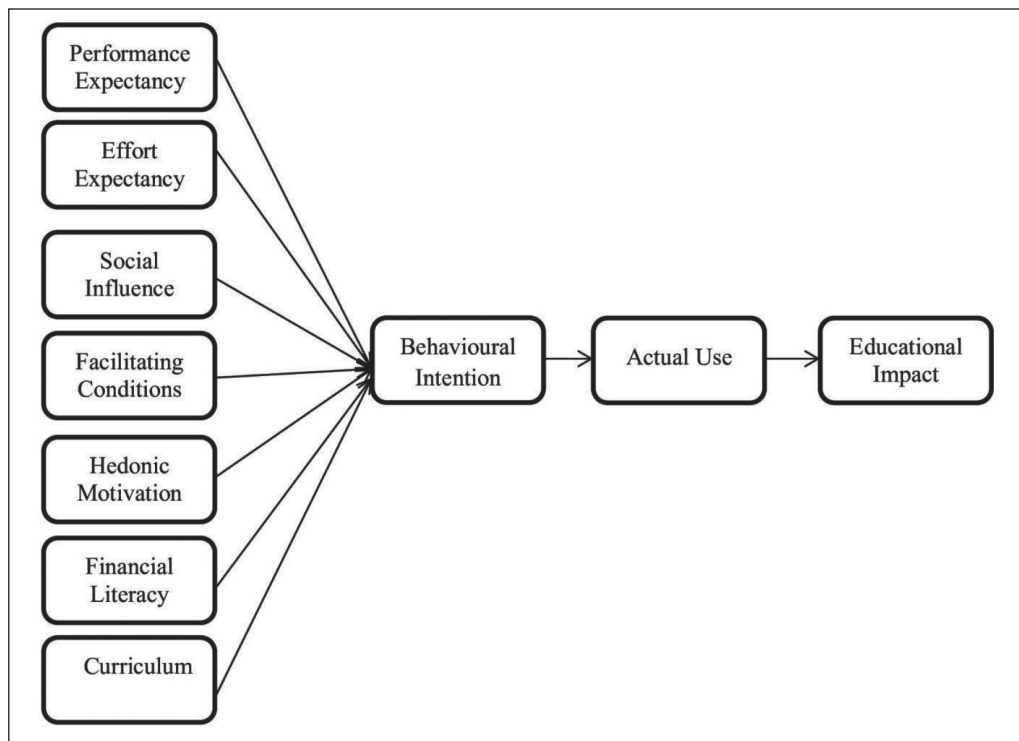 Performance
Expectancy
Effort
Expectancy
Social
Influence
Facilitating
Conditions
Hedonic
Motivation
Financial
Literacy
Curriculum
Behavioural
Intention
Actual Use
Educational
Impact